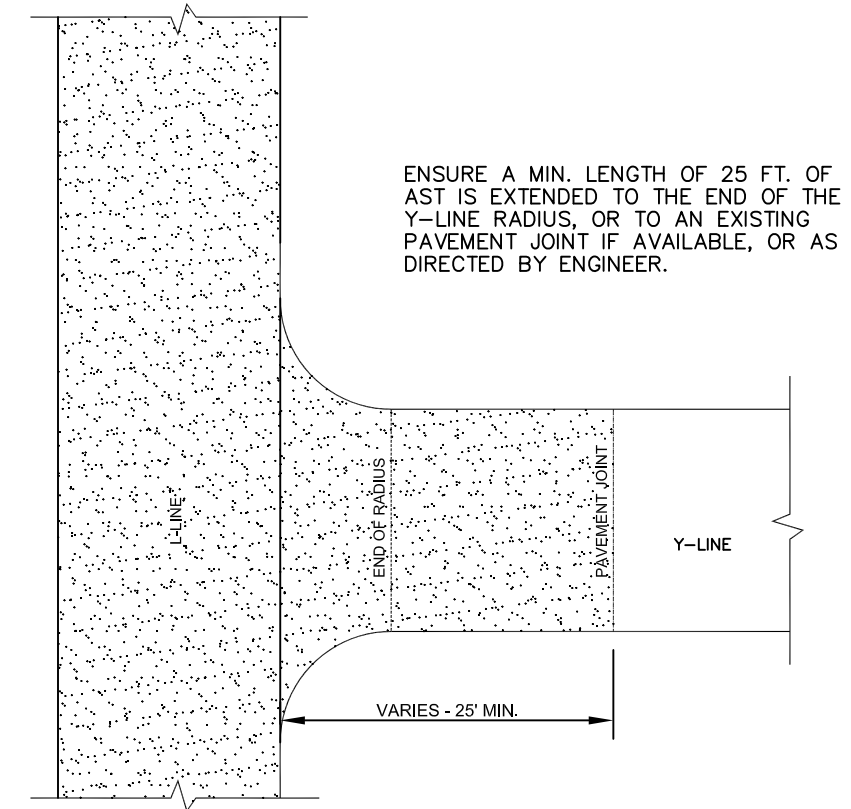 ENSURE A MIN. LENGTH OF 25 FT. OF
AST IS EXTENDED TO THE END OF THE
Y-LINE RADIUS, OR TO AN EXISTING
PAVEMENT JOINT IF AVAILABLE, OR AS
DIRECTED BY ENGINEER.
L-LINE
END OF RADIUS
PAVEMENT JOINT
Y-LINE
VARIES - 25' MIN.